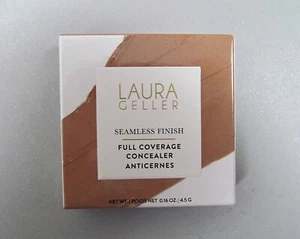 LAURA
GELLER
SEAMLESS FINISH
FULL COVERAGE
CONCEALER
ANTICERNES
NET WT. | POIDS NET 0.16 OZ. | 4.5 G